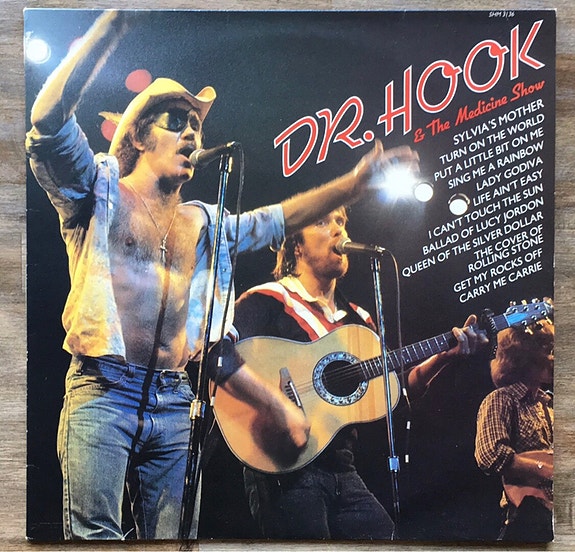 SHM 3136
DR. HOOK
& The Medicine Show
SYLVIA'S MOTHER
TURN ON THE WORLD
PUT A LITTLE BIT ON ME
SING ME A RAINBOW
LADY GODIVA
LIFE AIN'T EASY
I CAN'T TOUCH THE SUN
BALLAD OF LUCY JORDON
QUEEN OF THE SILVER DOLLAR
THE COVER OF
ROLLING STONE
GET MY ROCKS OFF
CARRY ME CARRIE